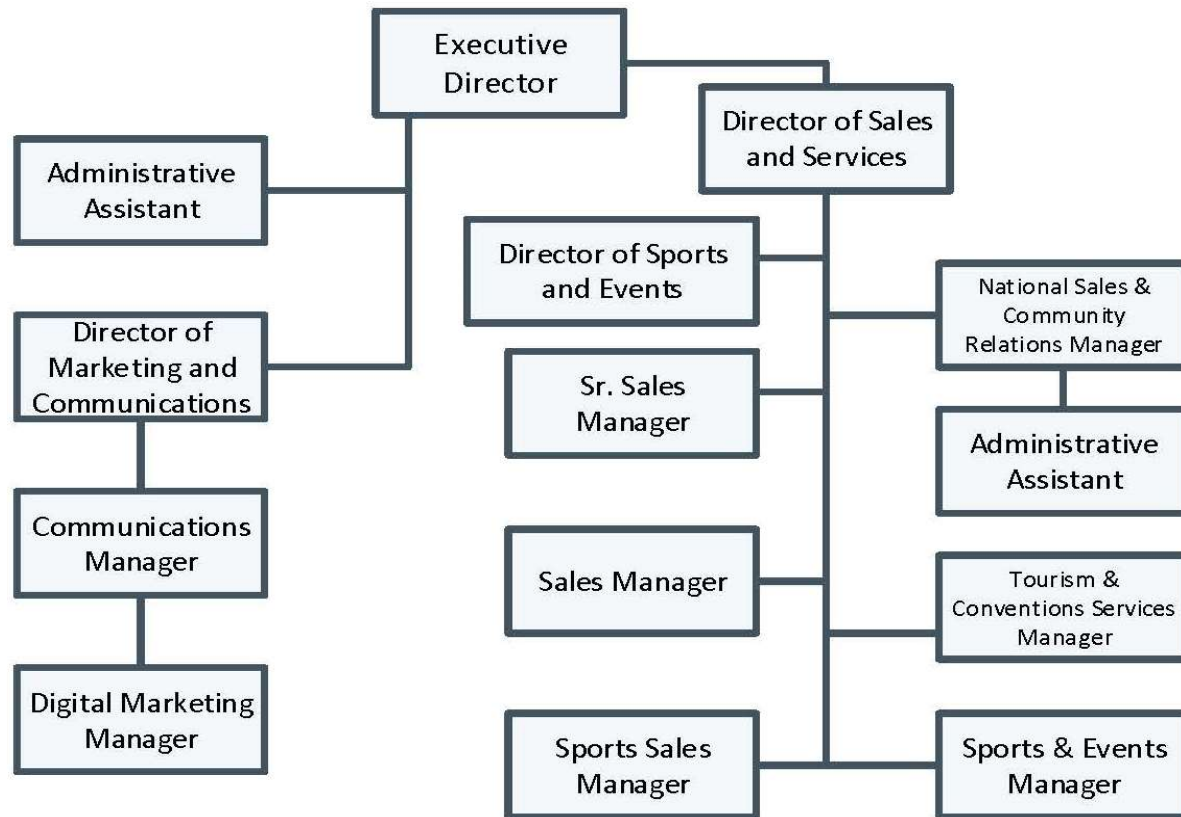 Executive
Director
Director of Sales
and Services
Administrative
Assistant
Director of Sports
and Events
National Sales &
Community
Relations Manager
Director of
Marketing and
Communications
Sr. Sales
Manager
Administrative
Assistant
Communications
Manager
Sales Manager
Tourism &
Conventions Services
Manager
Digital Marketing
Manager
Sports Sales
Manager
Sports & Events
Manager